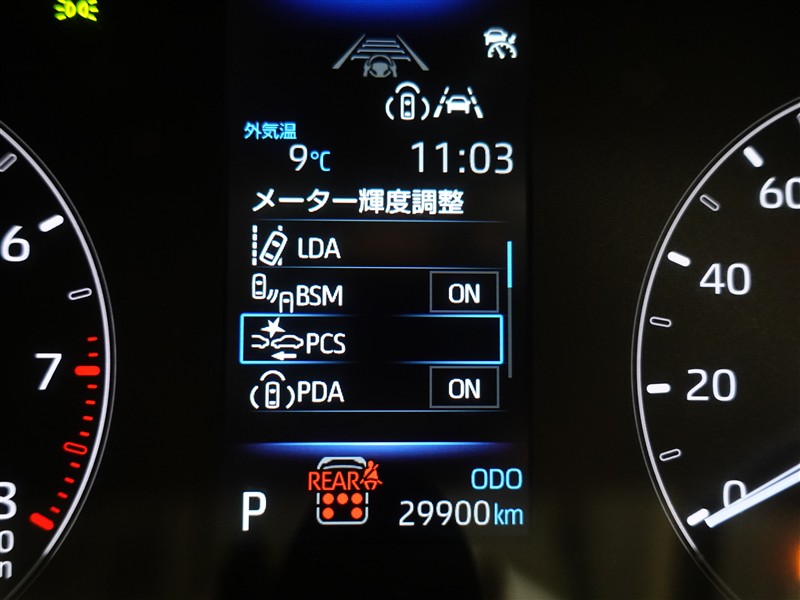 外気温
9℃ 11:03
メーター輝度調整
LDA
BSM ON
PCS
PDA ON
REAR
ODO
P 29900km
6
7
8
60
40
20
0